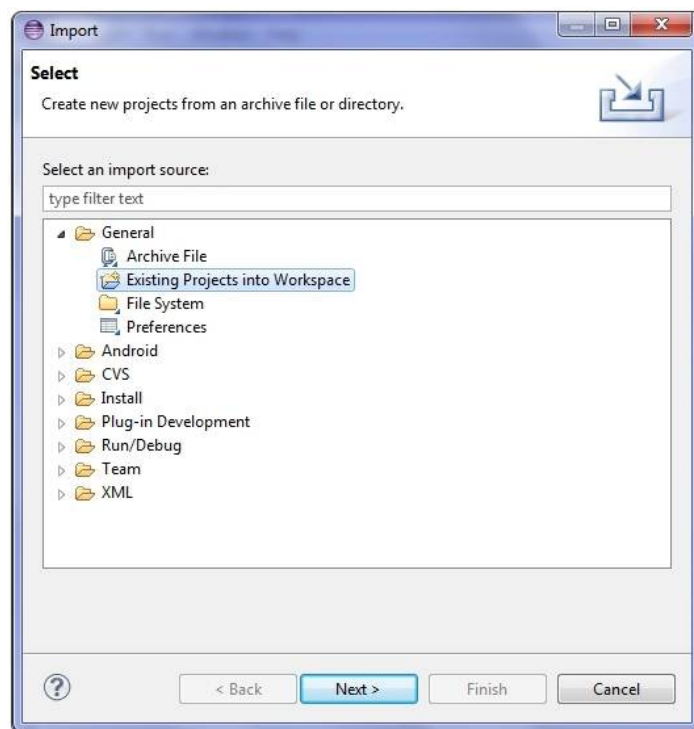 Import
Select
Create new projects from an archive file or directory.
Select an import source:
type filter text
General
Archive File
Existing Projects into Workspace
File System
Preferences
Android
CVS
Install
Plug-in Development
Run/Debug
Team
XML
? < Back Next > Finish Cancel